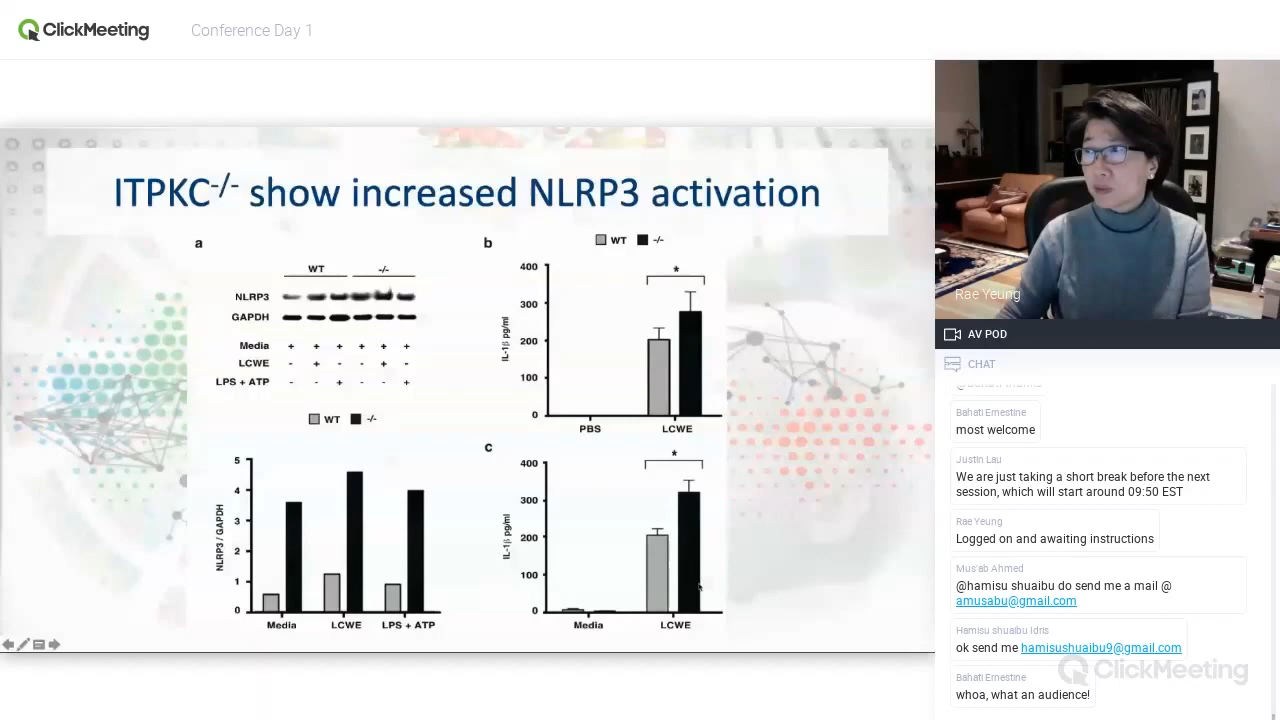 ClickMeeting
Conference Day 1
ITPKC-/- show increased NLRP3 activation
a
WT -/-
NLRP3
GAPDH
Media + + + + + +
LCWE - + - - + -
LPS + ATP - - + - - +
WT -/-
5
4
3
2
1
0
NLRP3 / GAPDH
Media LCWE LPS + ATP
b
WT -/-
*
400
300
200
100
0
IL-1β pg/ml
PBS LCWE
c
*
400
300
200
100
0
IL-1β pg/ml
Media LCWE
Rae Yeung
AV POD
CHAT
Bahati Ernestine
most welcome
Justin Lau
We are just taking a short break before the next
session, which will start around 09:50 EST
Rae Yeung
Logged on and awaiting instructions
Mus'ab Ahmed
@hamisu shuaibu do send me a mail @
amusabu@gmail.com
Hamisu shuaibu Idris
ok send me hamisushuaibu9@gmail.com
Bahati Ernestine
whoa, what an audience!
ClickMeeting